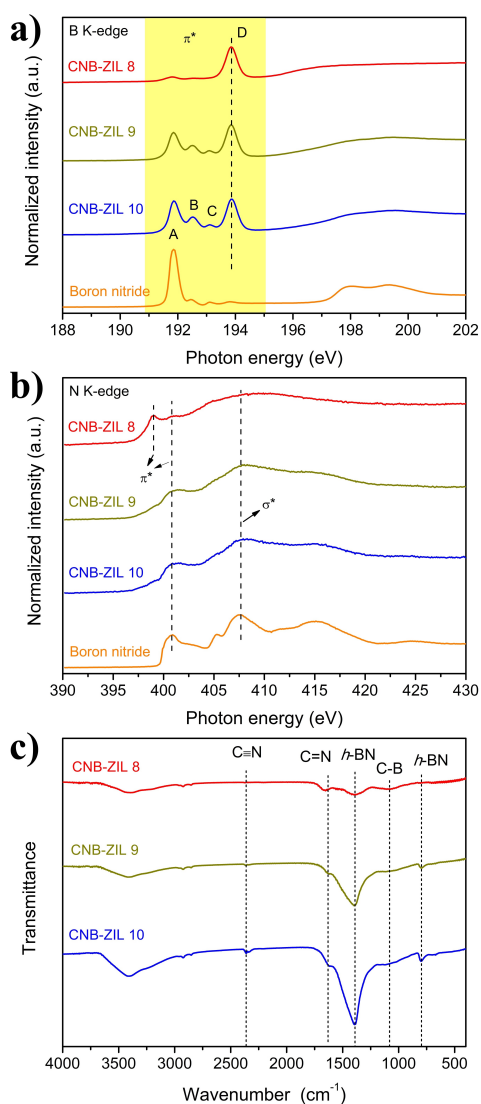 a)
B K-edge
π*
D
CNB-ZIL 8
CNB-ZIL 9
CNB-ZIL 10
B
C
A
Boron nitride
Normalized intensity (a.u.)
188 190 192 194 196 198 200 202
Photon energy (eV)
b)
N K-edge
CNB-ZIL 8
π*
CNB-ZIL 9
σ*
CNB-ZIL 10
Boron nitride
Normalized intensity (a.u.)
390 395 400 405 410 415 420 425 430
Photon energy (eV)
c)
C≡N
C=N
h-BN
C-B
h-BN
CNB-ZIL 8
CNB-ZIL 9
CNB-ZIL 10
Transmittance
4000 3500 3000 2500 2000 1500 1000 500
Wavenumber (cm⁻¹)